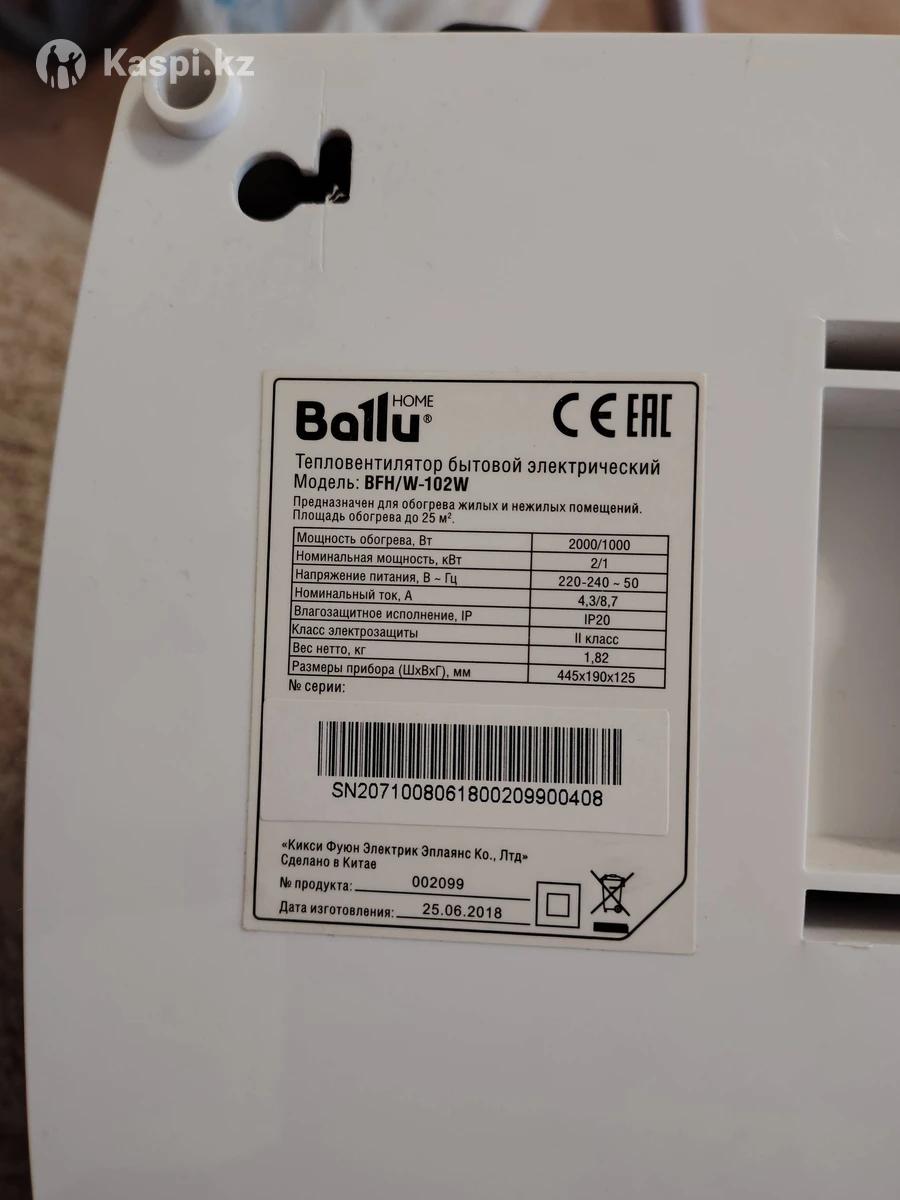 Kaspi.kz
HOME
Ballu®
CE EAC
Тепловентилятор бытовой электрический
Модель: BFH/W-102W
Предназначен для обогрева жилых и нежилых помещений.
Площадь обогрева до 25 м².
Мощность обогрева, Вт 2000/1000
Номинальная мощность, кВт 2/1
Напряжение питания, В ~ Гц 220-240 ~ 50
Номинальный ток, А 4,3/8,7
Влагозащитное исполнение, IP IP20
Класс электрозащиты II класс
Вес нетто, кг 1,82
Размеры прибора (ШхВхГ), мм 445x190x125
№ серии:
SN2071008061800209900408
«Кикси Фуюн Электрик Эплаянс Ко., Лтд»
Сделано в Китае
№ продукта: 002099
Дата изготовления: 25.06.2018